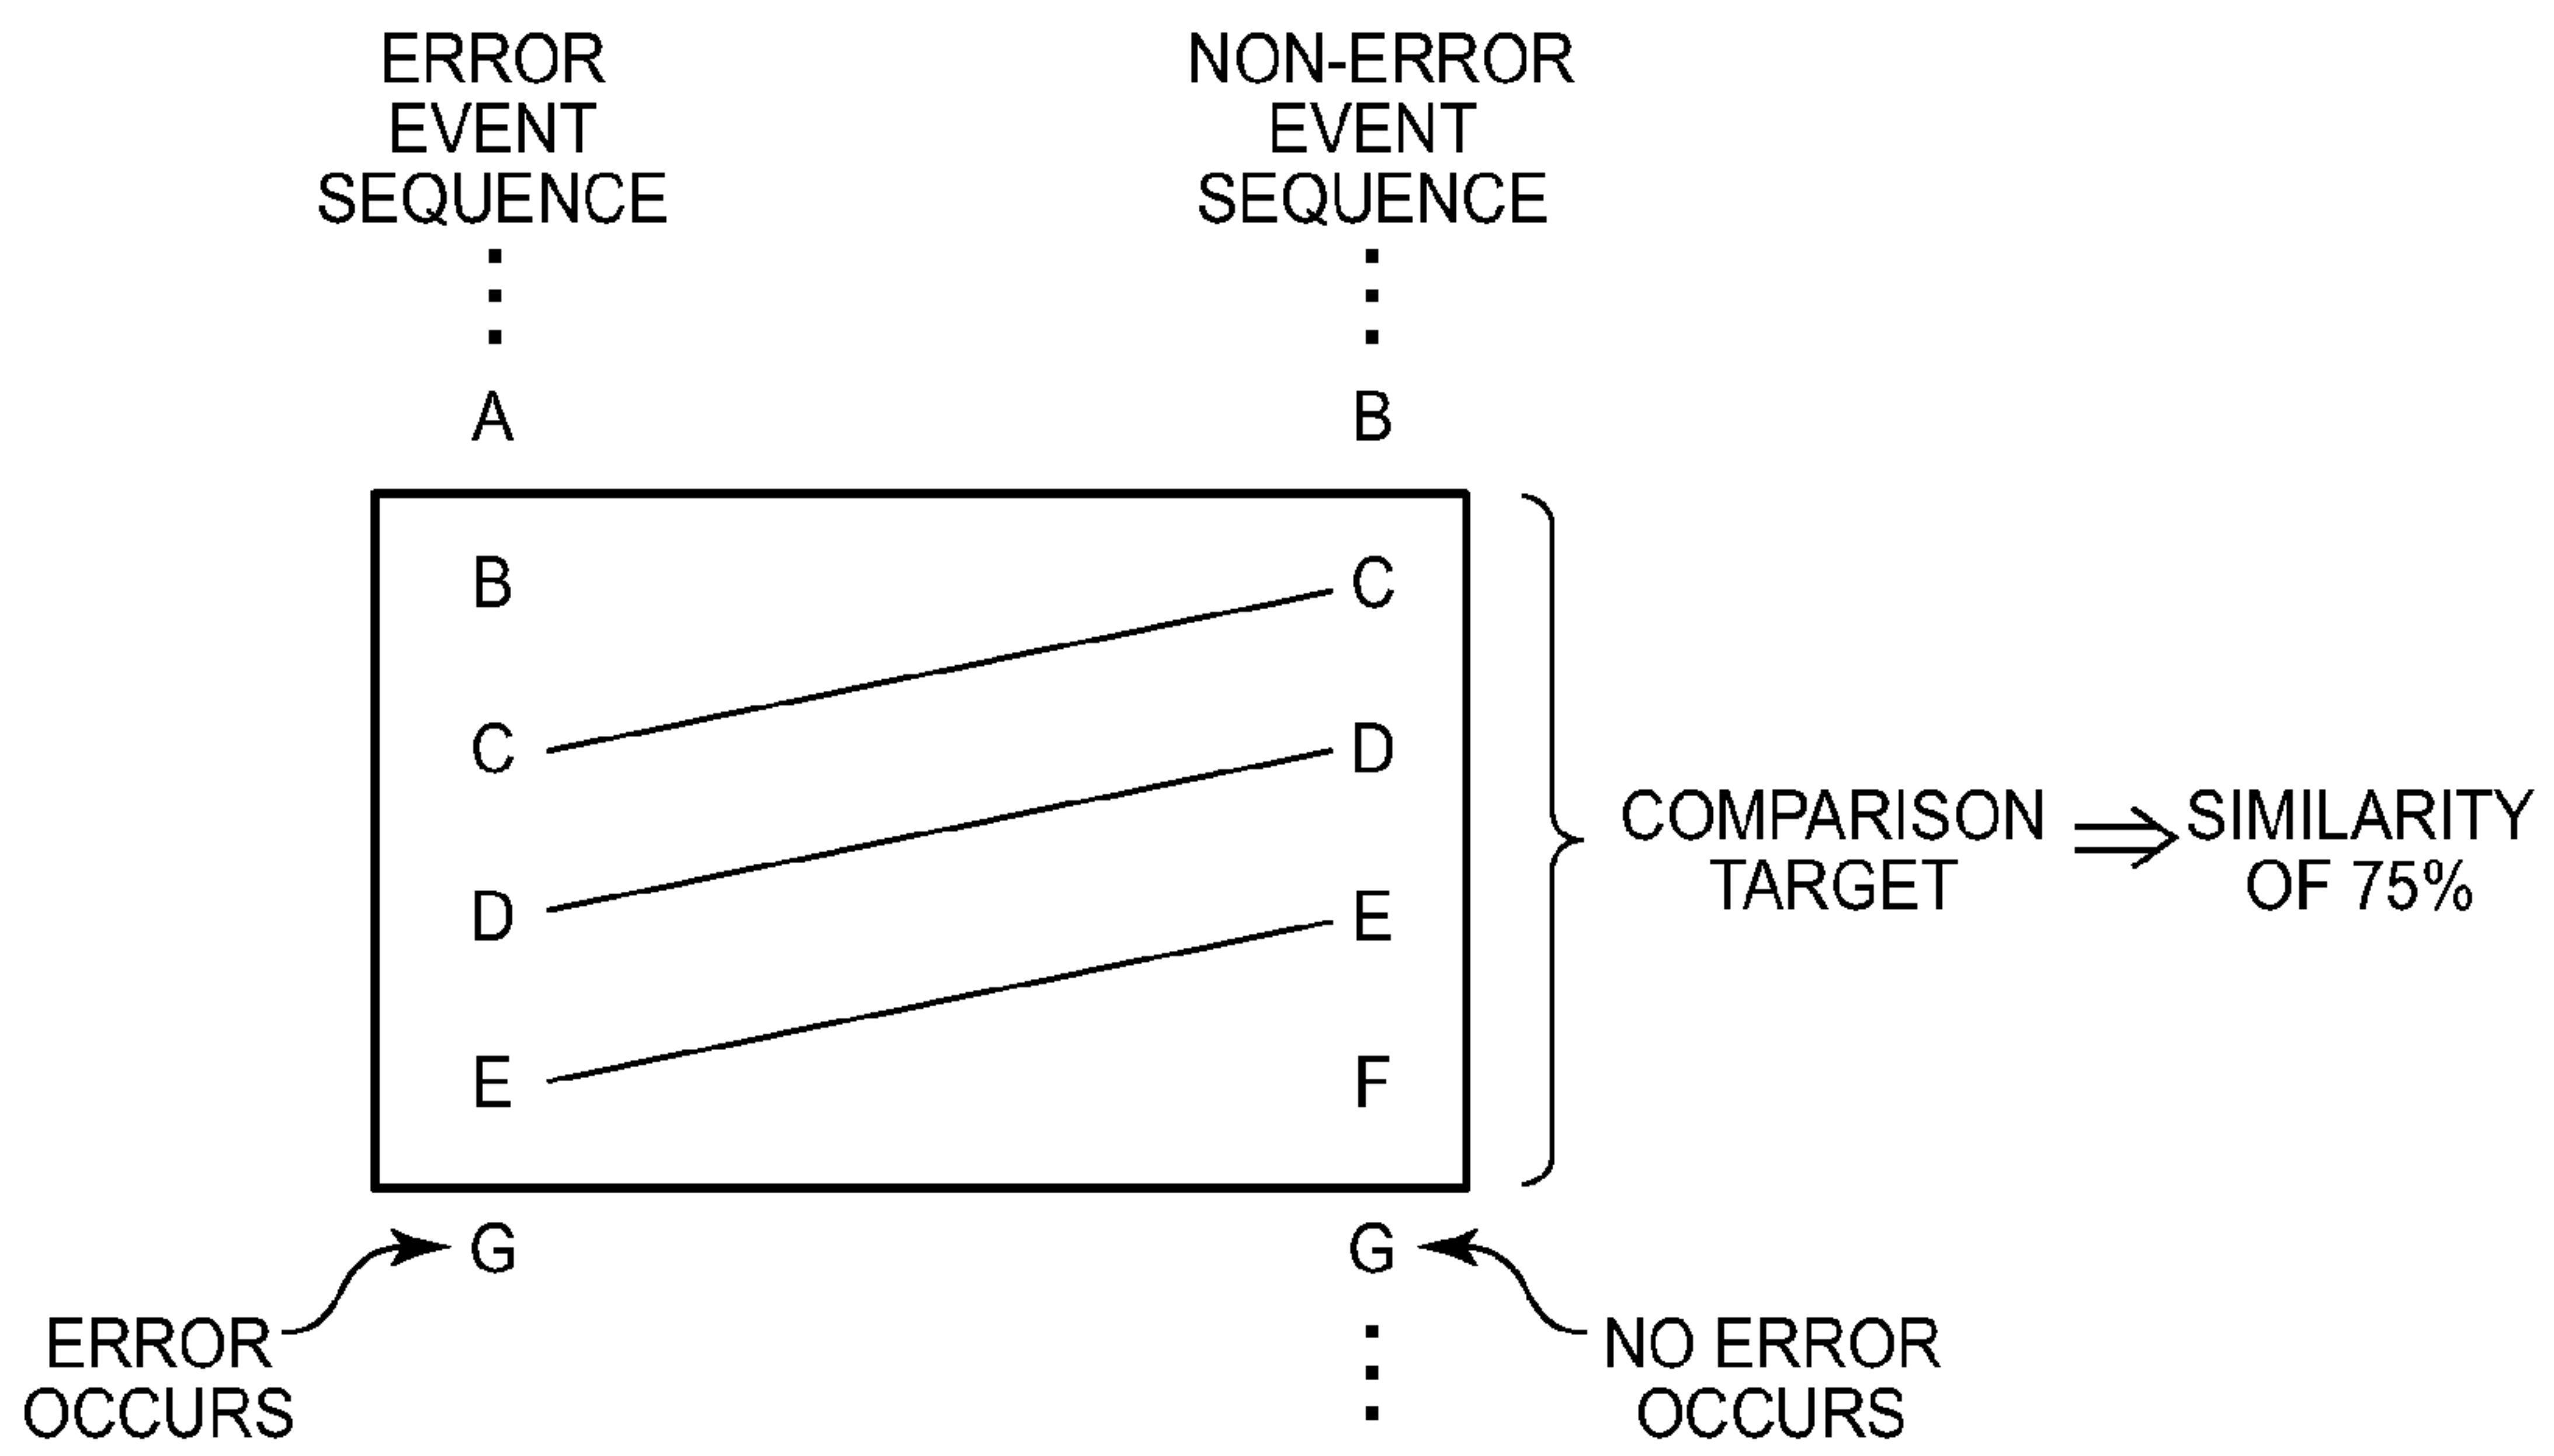 ERROR
EVENT
SEQUENCE
NON-ERROR
EVENT
SEQUENCE
A
B
B
C
C
D
D
E
E
F
COMPARISON
TARGET
SIMILARITY
OF 75%
G
G
ERROR
OCCURS
NO ERROR
OCCURS